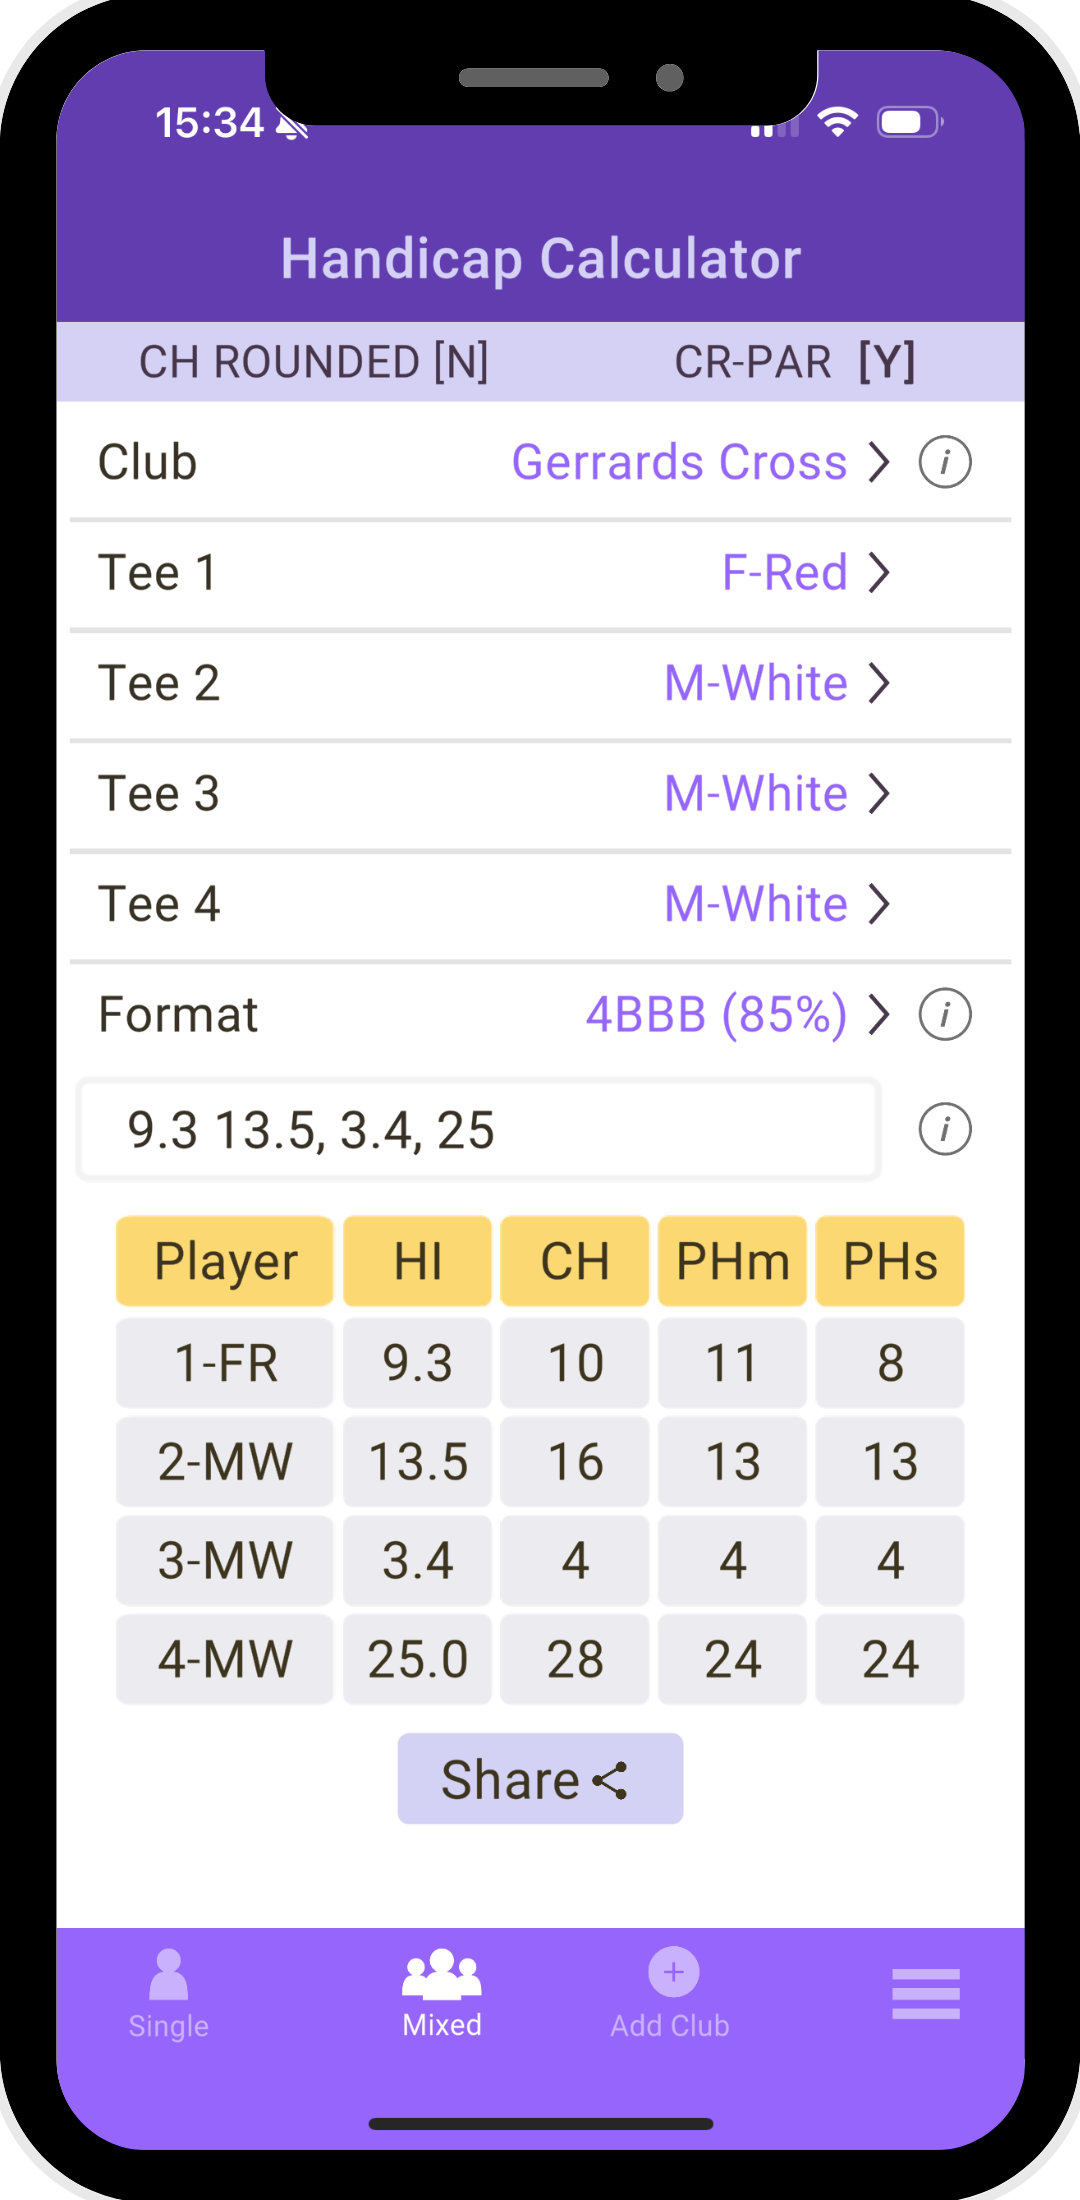 15:34
Handicap Calculator
CH ROUNDED [N] CR-PAR [Y]
Club Gerrards Cross i
Tee 1 F-Red
Tee 2 M-White
Tee 3 M-White
Tee 4 M-White
Format 4BBB (85%) i
9.3 13.5, 3.4, 25 i
Player HI CH PHm PHs
1-FR 9.3 10 11 8
2-MW 13.5 16 13 13
3-MW 3.4 4 4 4
4-MW 25.0 28 24 24
Share
Single Mixed Add Club